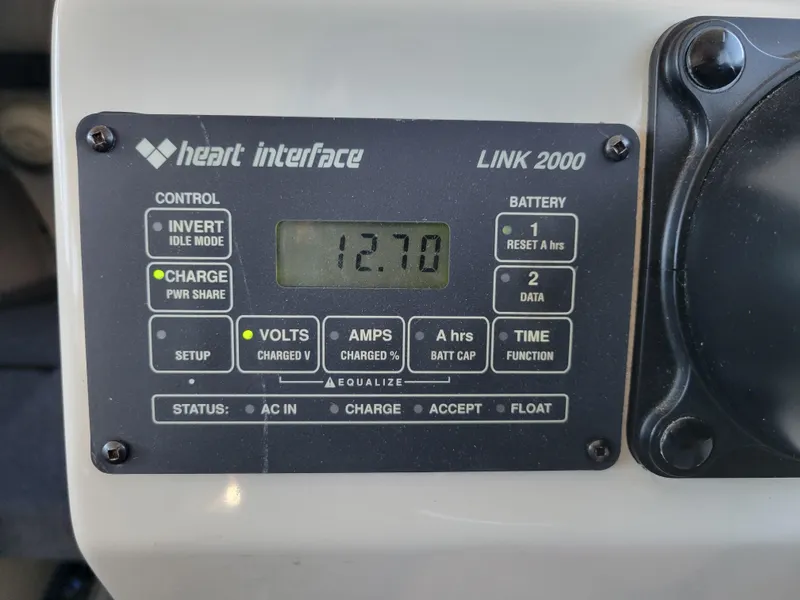 heart interface LINK 2000
CONTROL
BATTERY
INVERT
IDLE MODE
12.70
1
RESET A hrs
CHARGE
PWR SHARE
2
DATA
SETUP
VOLTS
CHARGED V
AMPS
CHARGED %
A hrs
BATT CAP
TIME
FUNCTION
EQUALIZE
STATUS: AC IN CHARGE ACCEPT FLOAT